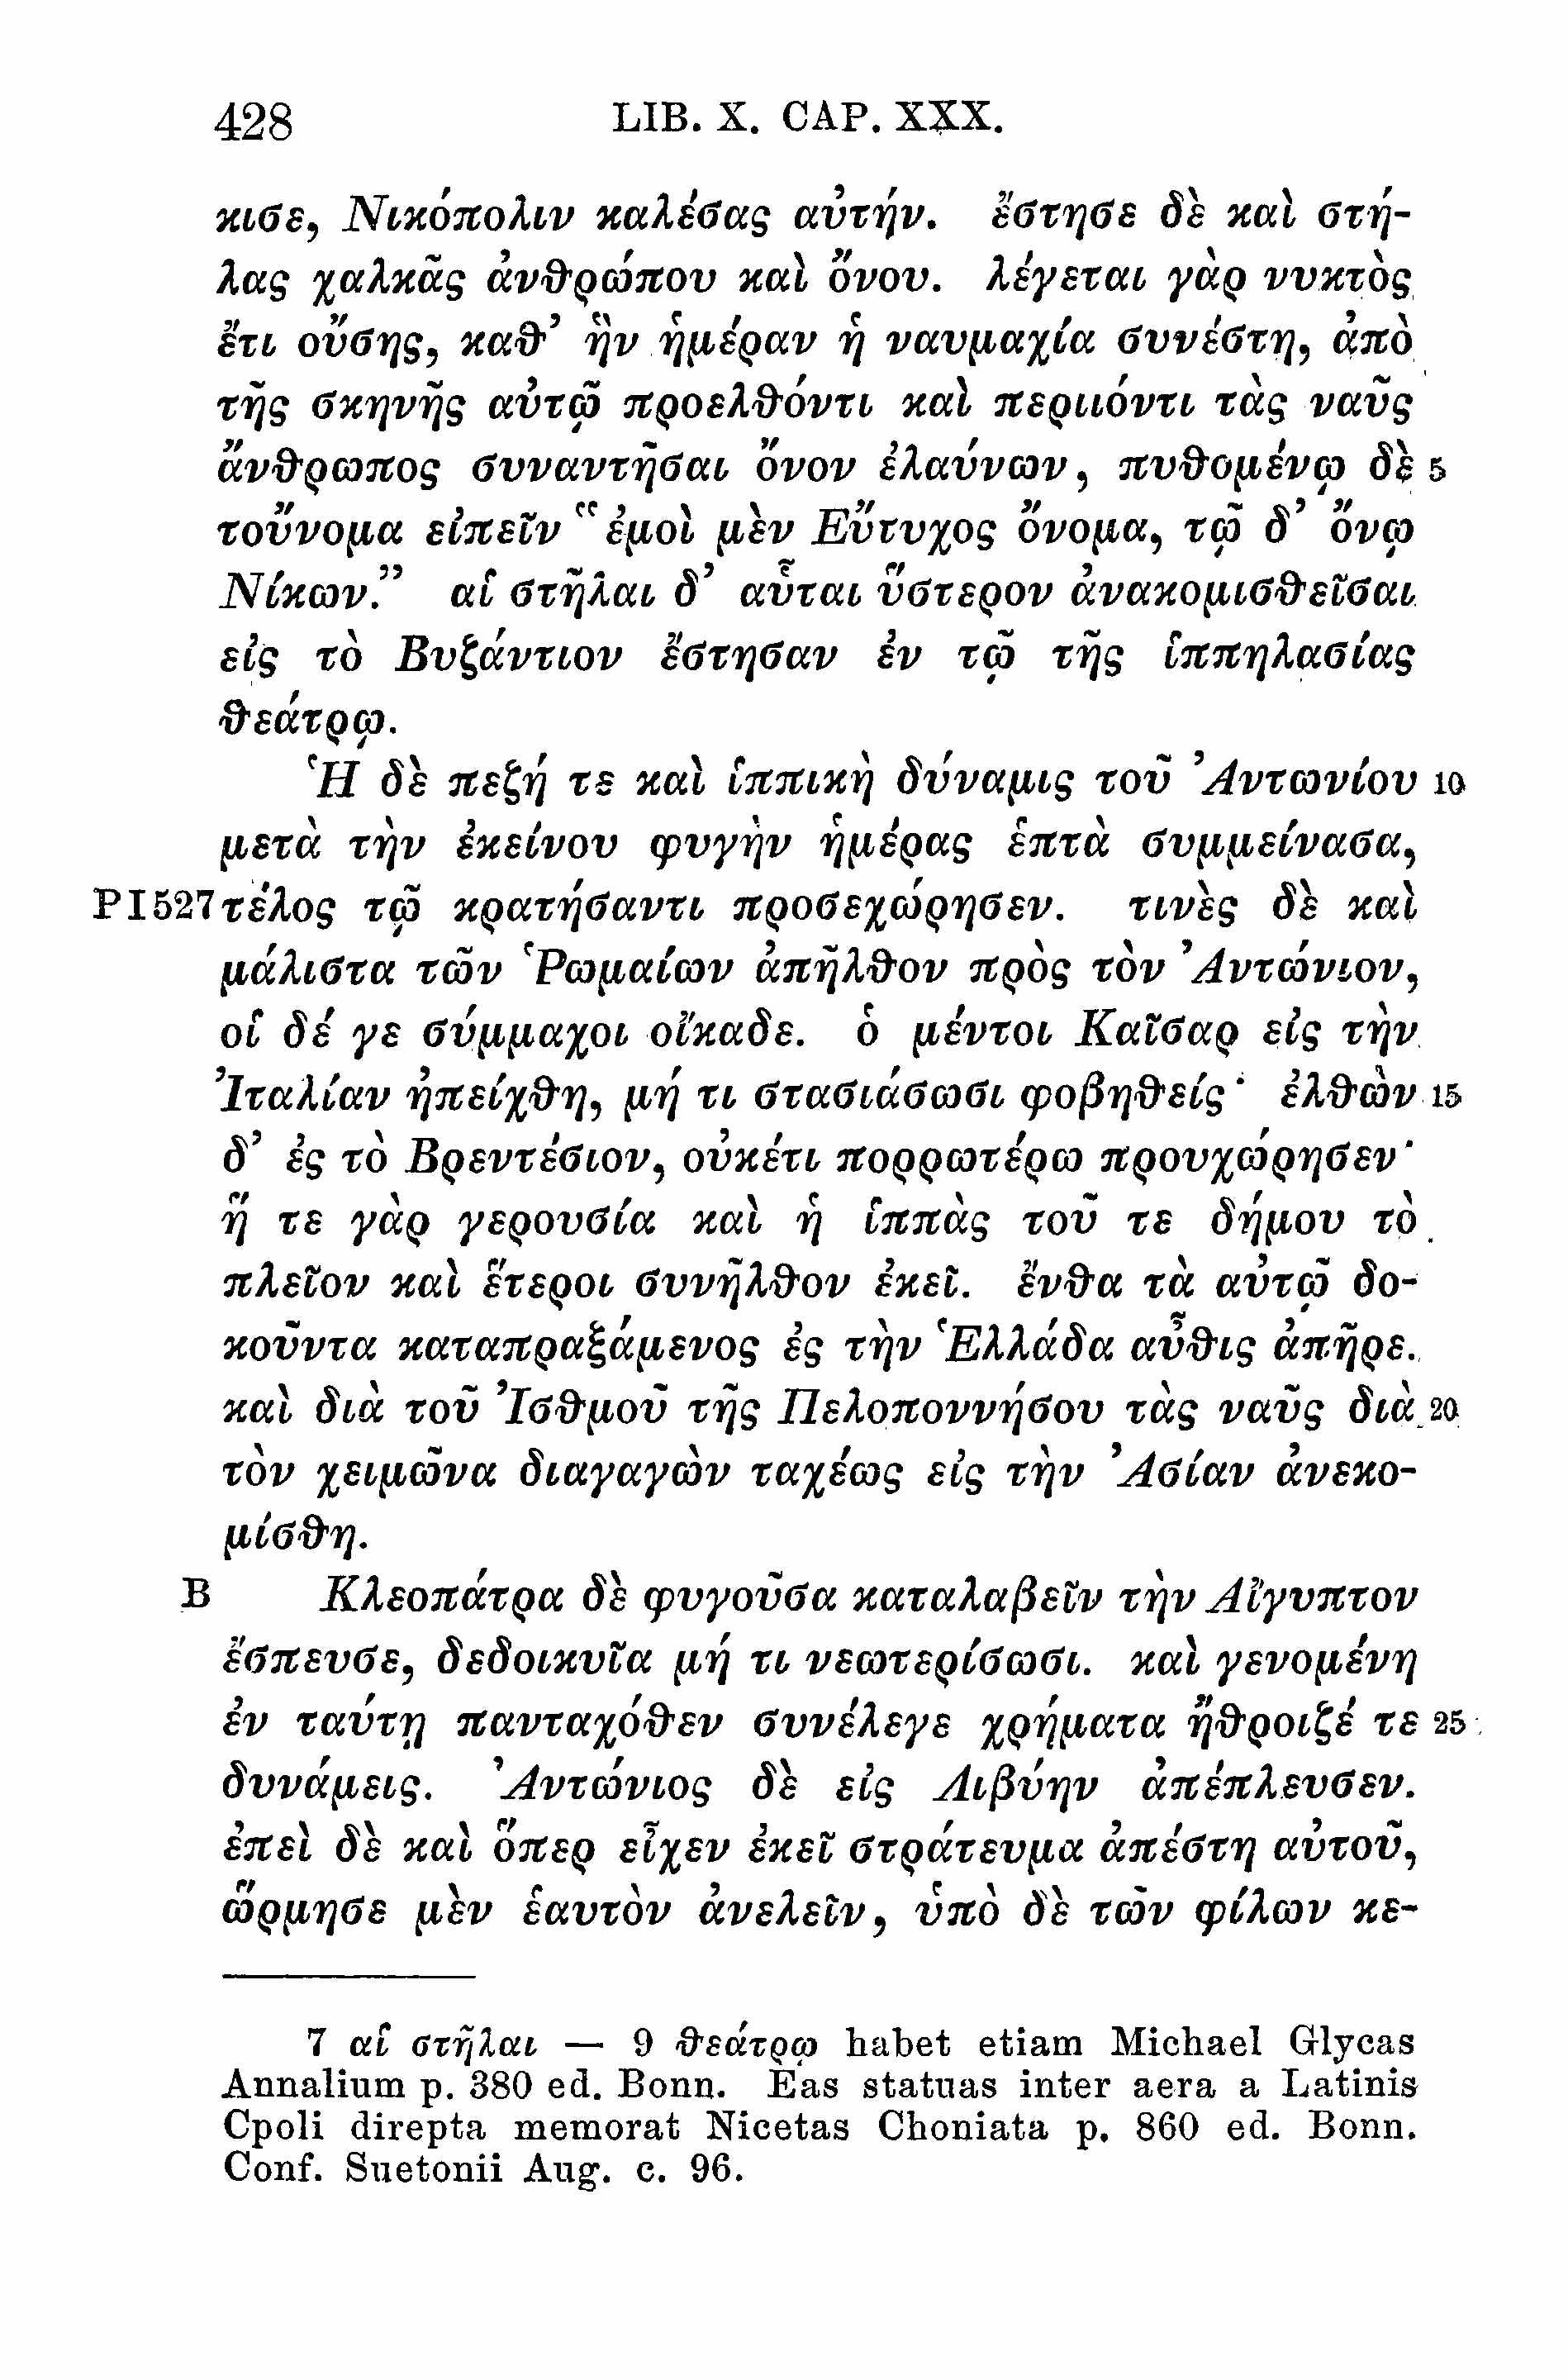 428 LIB. X. CAP. XXX.
κισε, Νικόπολιν καλέσας αὐτήν. ἔστησε δὲ καὶ στή-
λας χαλκᾶς ἀνθρώπου καὶ ὄνου. λέγεται γὰρ νυκτὸς
ἔτι οὔσης, καθ’ ἣν ἡμέραν ἡ ναυμαχία συνέστη, ἀπὸ
τῆς σκηνῆς αὐτῷ προελθόντι καὶ περιιόντι τὰς ναῦς
ἄνθρωπος συναντῆσαι ὄνον ἐλαύνων, πυθομένῳ δὲ 5
τοὔνομα εἰπεῖν “ἐμοὶ μὲν Εὔτυχος ὄνομα, τῷ δ’ ὄνῳ
Νίκων.” αἱ στῆλαι δ’ αὗται ὕστερον ἀνακομισθεῖσαι
εἰς τὸ Βυζάντιον ἔστησαν ἐν τῷ τῆς ἱππηλασίας
θεάτρῳ.
Ἡ δὲ πεζή τε καὶ ἱππικὴ δύναμις τοῦ Ἀντωνίου 10
μετὰ τὴν ἐκείνου φυγὴν ἡμέρας ἑπτὰ συμμείνασα,
PI527 τέλος τῷ κρατήσαντι προσεχώρησεν. τινὲς δὲ καὶ
μάλιστα τῶν Ῥωμαίων ἀπῆλθον πρὸς τὸν Ἀντώνιον,
οἱ δέ γε σύμμαχοι οἴκαδε. ὁ μέντοι Καῖσαρ εἰς τὴν
Ἰταλίαν ἠπείχθη, μή τι στασιάσωσι φοβηθείς· ἐλθὼν 15
δ’ ἐς τὸ Βρεντέσιον, οὐκέτι πορρωτέρω προυχώρησεν·
ἥ τε γὰρ γερουσία καὶ ἡ ἱππὰς τοῦ τε δήμου τὸ
πλεῖον καὶ ἕτεροι συνῆλθον ἐκεῖ. ἔνθα τὰ αὐτῷ δο-
κοῦντα καταπραξάμενος ἐς τὴν Ἑλλάδα αὖθις ἀπῆρε.
καὶ διὰ τοῦ Ἰσθμοῦ τῆς Πελοποννήσου τὰς ναῦς διὰ 20
τὸν χειμῶνα διαγαγὼν ταχέως εἰς τὴν Ἀσίαν ἀνεκο-
μίσθη.
B Κλεοπάτρα δὲ φυγοῦσα καταλαβεῖν τὴν Αἴγυπτον
ἔσπευσε, δεδοικυῖα μή τι νεωτερίσωσι. καὶ γενομένη
ἐν ταύτῃ πανταχόθεν συνέλεγε χρήματα ἤθροιζέ τε 25
δυνάμεις. Ἀντώνιος δὲ εἰς Λιβύην ἀπέπλευσεν.
ἐπεὶ δὲ καὶ ὅπερ εἶχεν ἐκεῖ στράτευμα ἀπέστη αὐτοῦ,
ὥρμησε μὲν ἑαυτὸν ἀνελεῖν, ὑπὸ δὲ τῶν φίλων κε-
7 αἱ στῆλαι — 9 θεάτρῳ habet etiam Michael Glycas
Annalium p. 380 ed. Bonn. Eas statuas inter aera a Latinis
Cpoli direpta memorat Nicetas Choniata p. 860 ed. Bonn.
Conf. Suetonii Aug. c. 96.